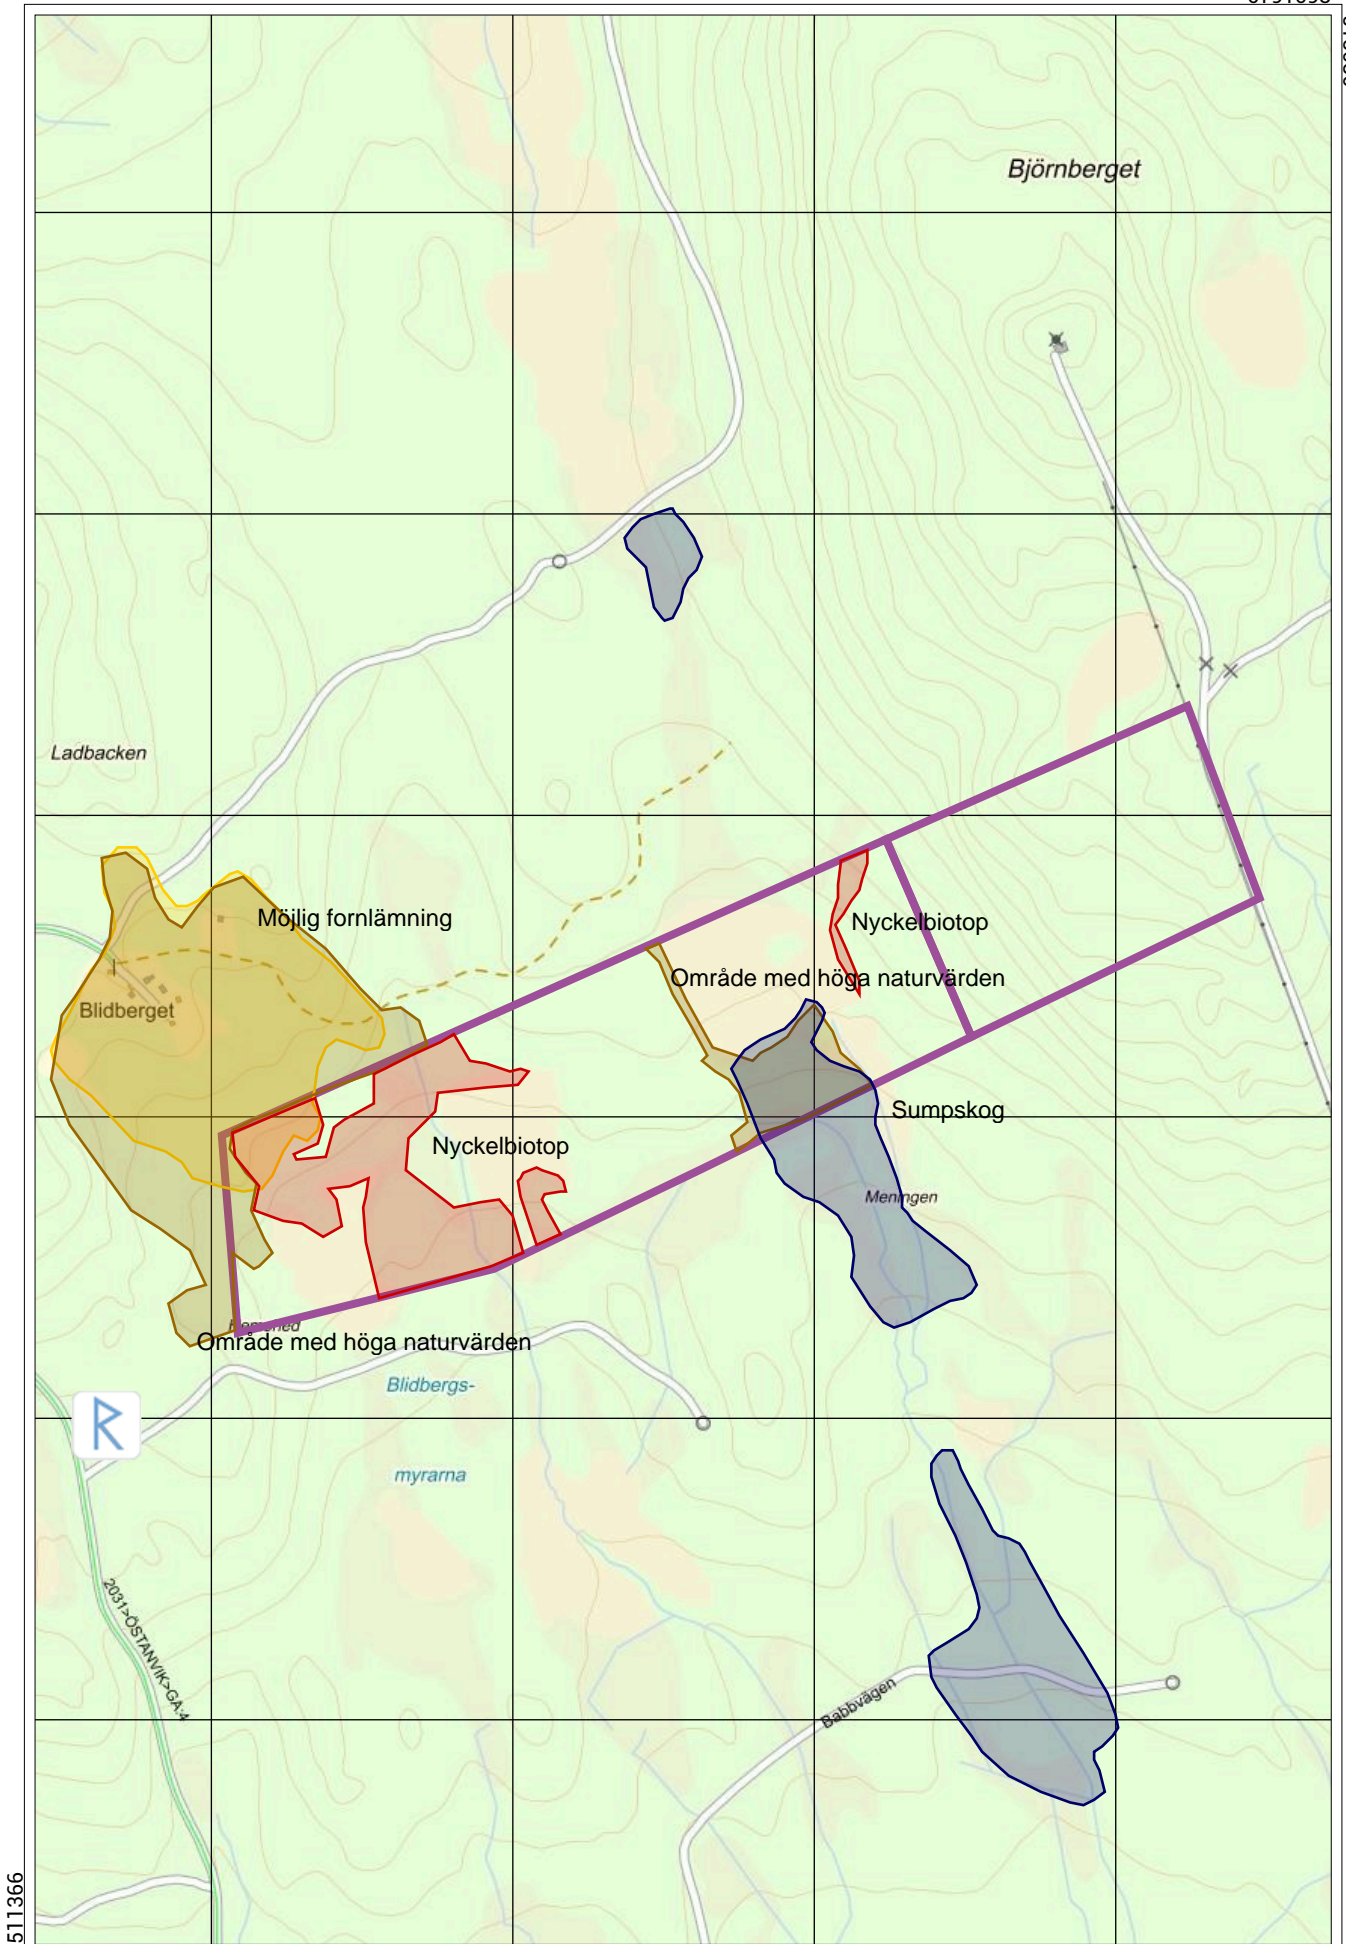 Björnberget
Ladbacken
Möjlig fornlämning
Nyckelbiotop
Område med höga naturvärden
Blidberget
Sumpskog
Nyckelbiotop
Meningen
Område med höga naturvärden
Blidbergs-
myrarna
2031>ÖSTANVIK>GA:4
Babbvägen
511366